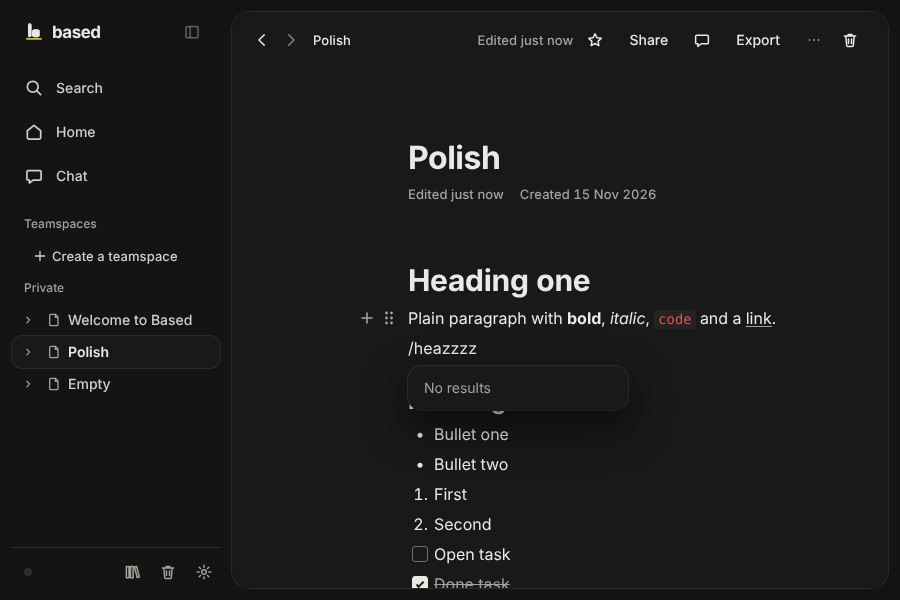 based
Search
Home
Chat
Teamspaces
Create a teamspace
Private
Welcome to Based
Polish
Empty
Polish
Edited just now
Share
Export
Polish
Edited just now Created 15 Nov 2026
Heading one
Plain paragraph with bold, italic, code and a link.
/heazzzz
No results
• Bullet one
• Bullet two
1. First
2. Second
Open task
Done task